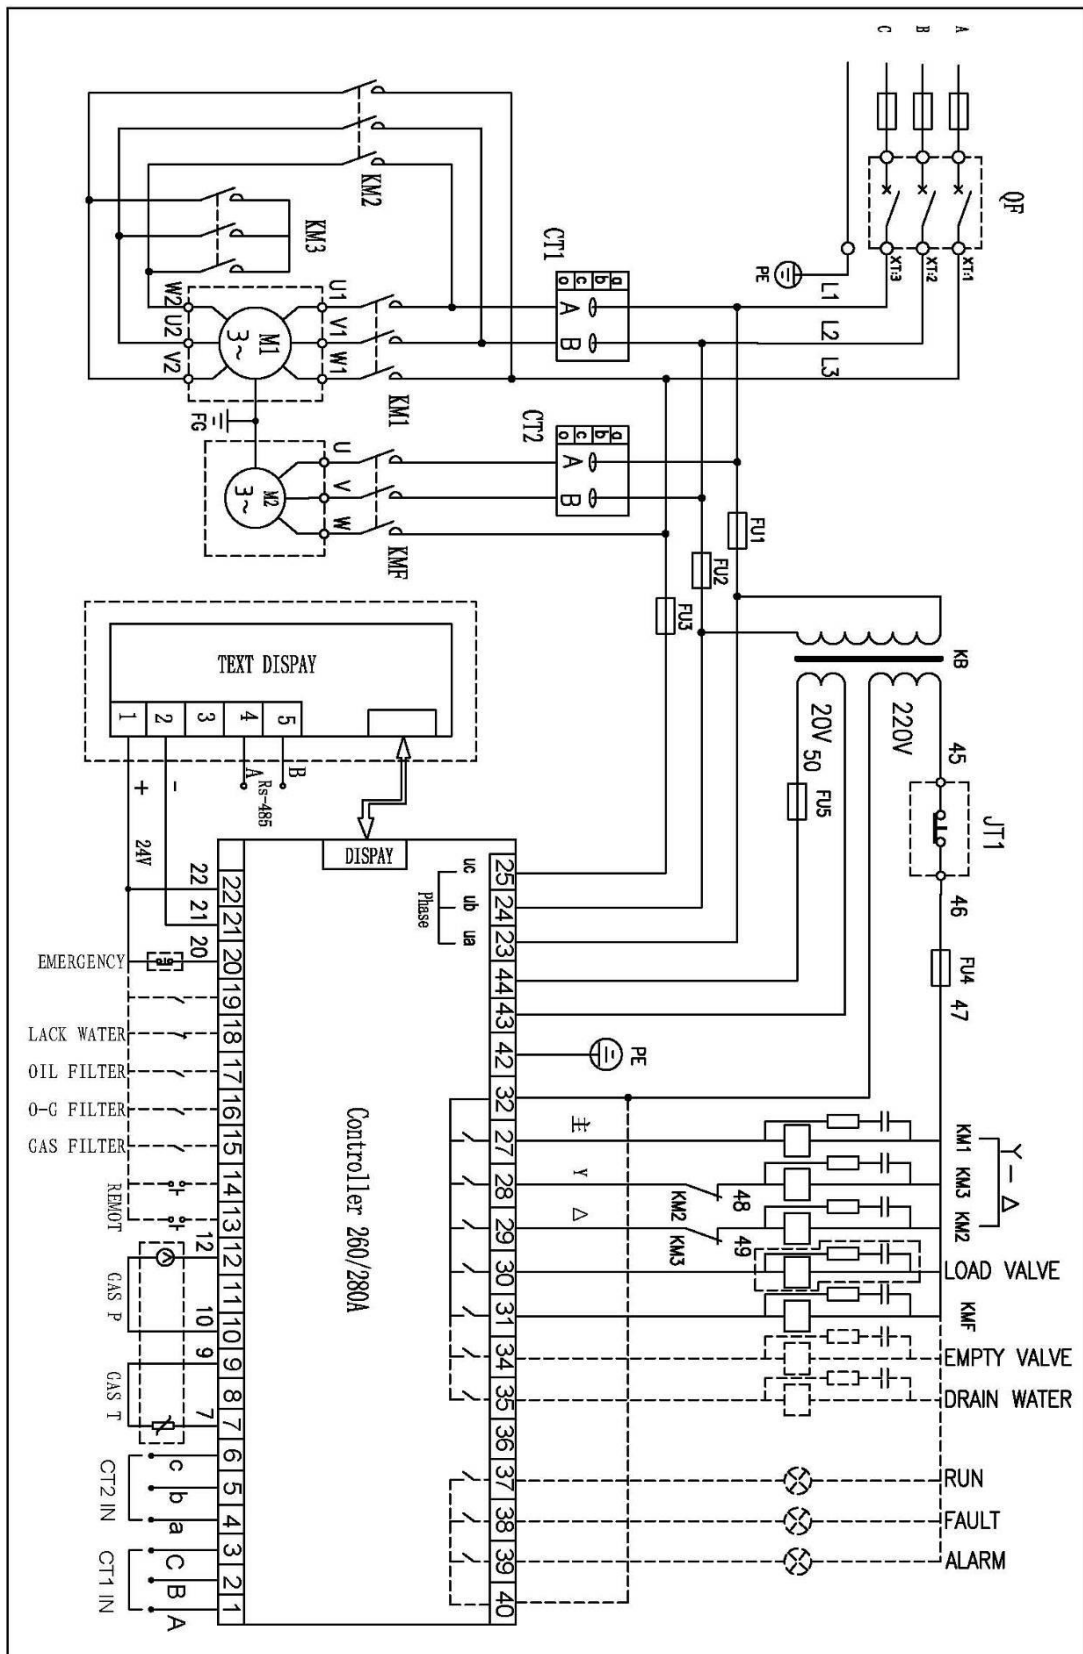 A
B
C
QF
XT:1
XT:2
XT:3
PE
L1
L2
L3
KM2
KM3
CT1
o c b a
A
B
W2
U2
V2
M1
3~
U1
V1
W1
KM1
FG
CT2
o c b a
A
B
M2
3~
U
V
W
KMF
FU1
FU2
FU3
KB
20V
220V
50
FU5
45
JT1
46
FU4
47
TEXT DISPAY
1 2 3 4 5
A
B
Rs-485
+
-
24V
DISPAY
uc
ub
ua
Phase
25
24
23
44
43
42
32
27
28
29
30
31
34
35
36
37
38
39
40
PE
Controller 260/280A
22 22
21 21
20 20
19
18
17
16
15
14
13
12 12
11
10 10
9 9
8
7 7
6
5
4
3
2
1
EMERGENCY
LACK WATER
OIL FILTER
O-G FILTER
GAS FILTER
REMOT
GAS P
GAS T
c
b
a
CT2 IN
C
B
A
CT1 IN
主
Y
△
KM2
48
KM3
49
KM1
KM3
KM2
Y-△
LOAD VALVE
KMF
EMPTY VALVE
DRAIN WATER
RUN
FAULT
ALARM